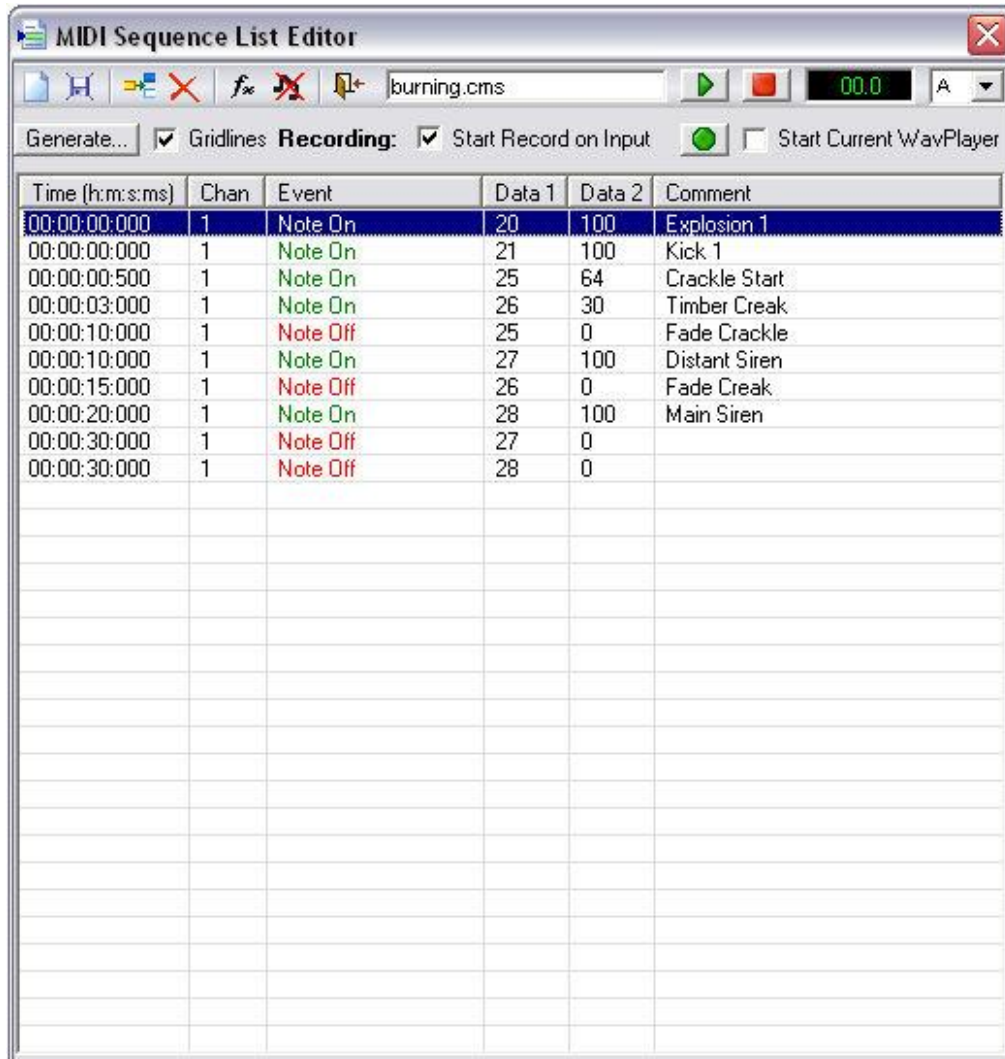 MIDI Sequence List Editor
burning.cms 00.0 A
Generate... Gridlines Recording: Start Record on Input Start Current WavPlayer
Time (h:m:s:ms) Chan Event Data 1 Data 2 Comment
00:00:00:000 1 Note On 20 100 Explosion 1
00:00:00:000 1 Note On 21 100 Kick 1
00:00:00:500 1 Note On 25 64 Crackle Start
00:00:03:000 1 Note On 26 30 Timber Creak
00:00:10:000 1 Note Off 25 0 Fade Crackle
00:00:10:000 1 Note On 27 100 Distant Siren
00:00:15:000 1 Note Off 26 0 Fade Creak
00:00:20:000 1 Note On 28 100 Main Siren
00:00:30:000 1 Note Off 27 0
00:00:30:000 1 Note Off 28 0